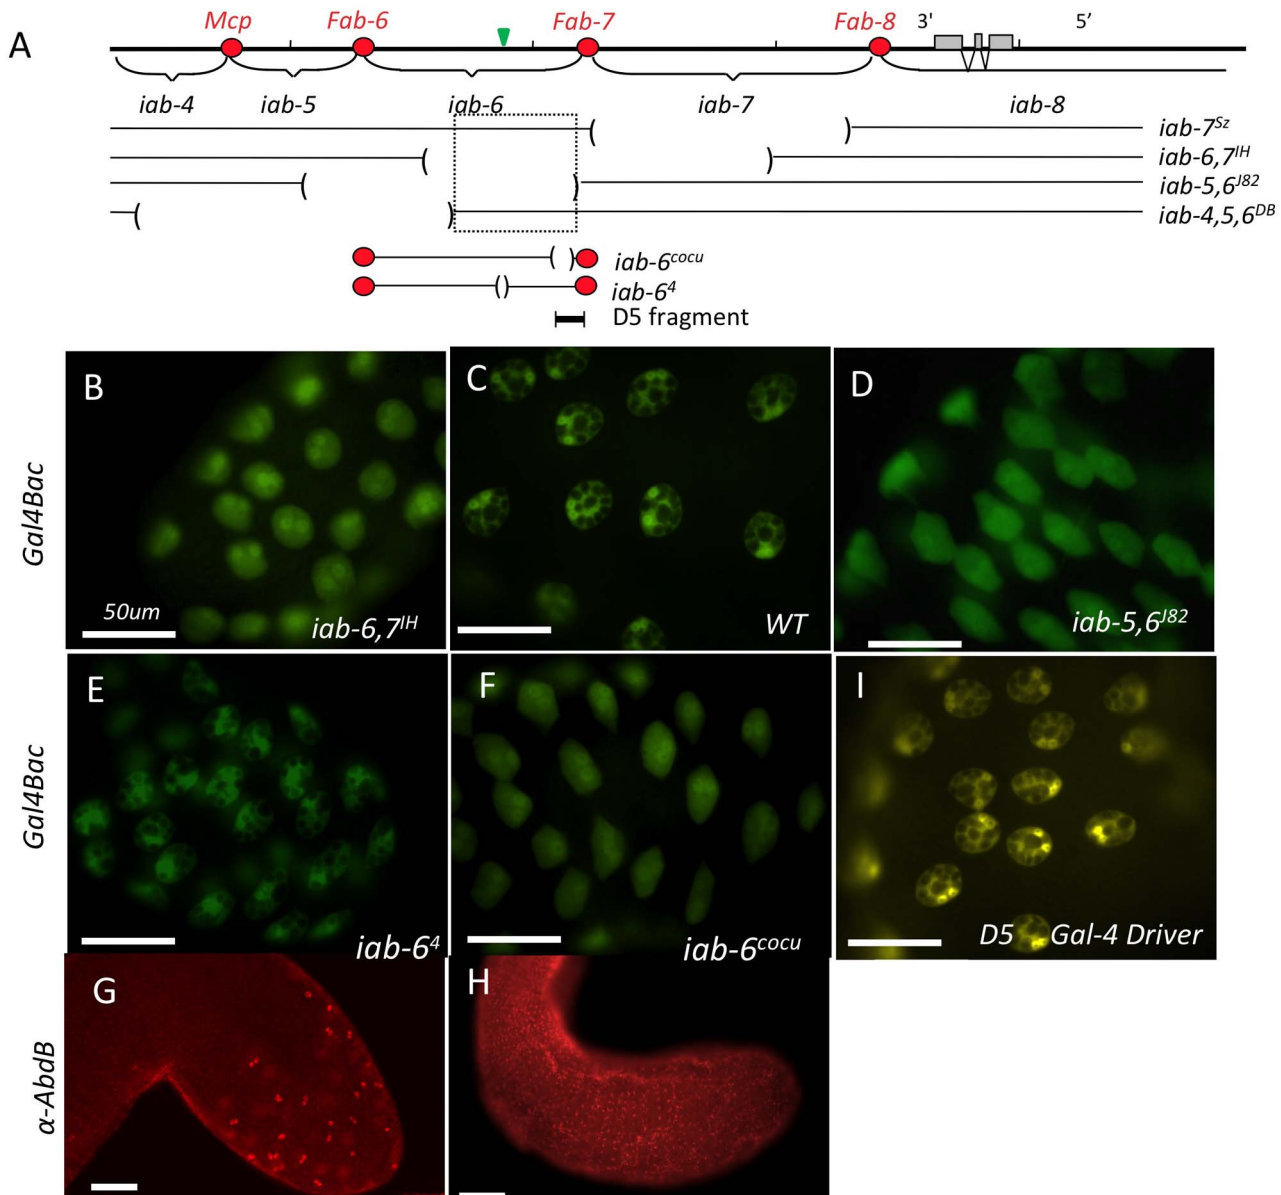 A
Mcp Fab-6 Fab-7 Fab-8 3' 5'
iab-4 iab-5 iab-6 iab-7 iab-8
iab-7Sz
iab-6,7IH
iab-5,6J82
iab-4,5,6DB
iab-6cocu
iab-64
D5 fragment
Gal4Bac
B
50um
iab-6,7IH
C
WT
D
iab-5,6J82
Gal4Bac
E
iab-64
F
iab-6cocu
I
D5 Gal-4 Driver
α-AbdB
G
H